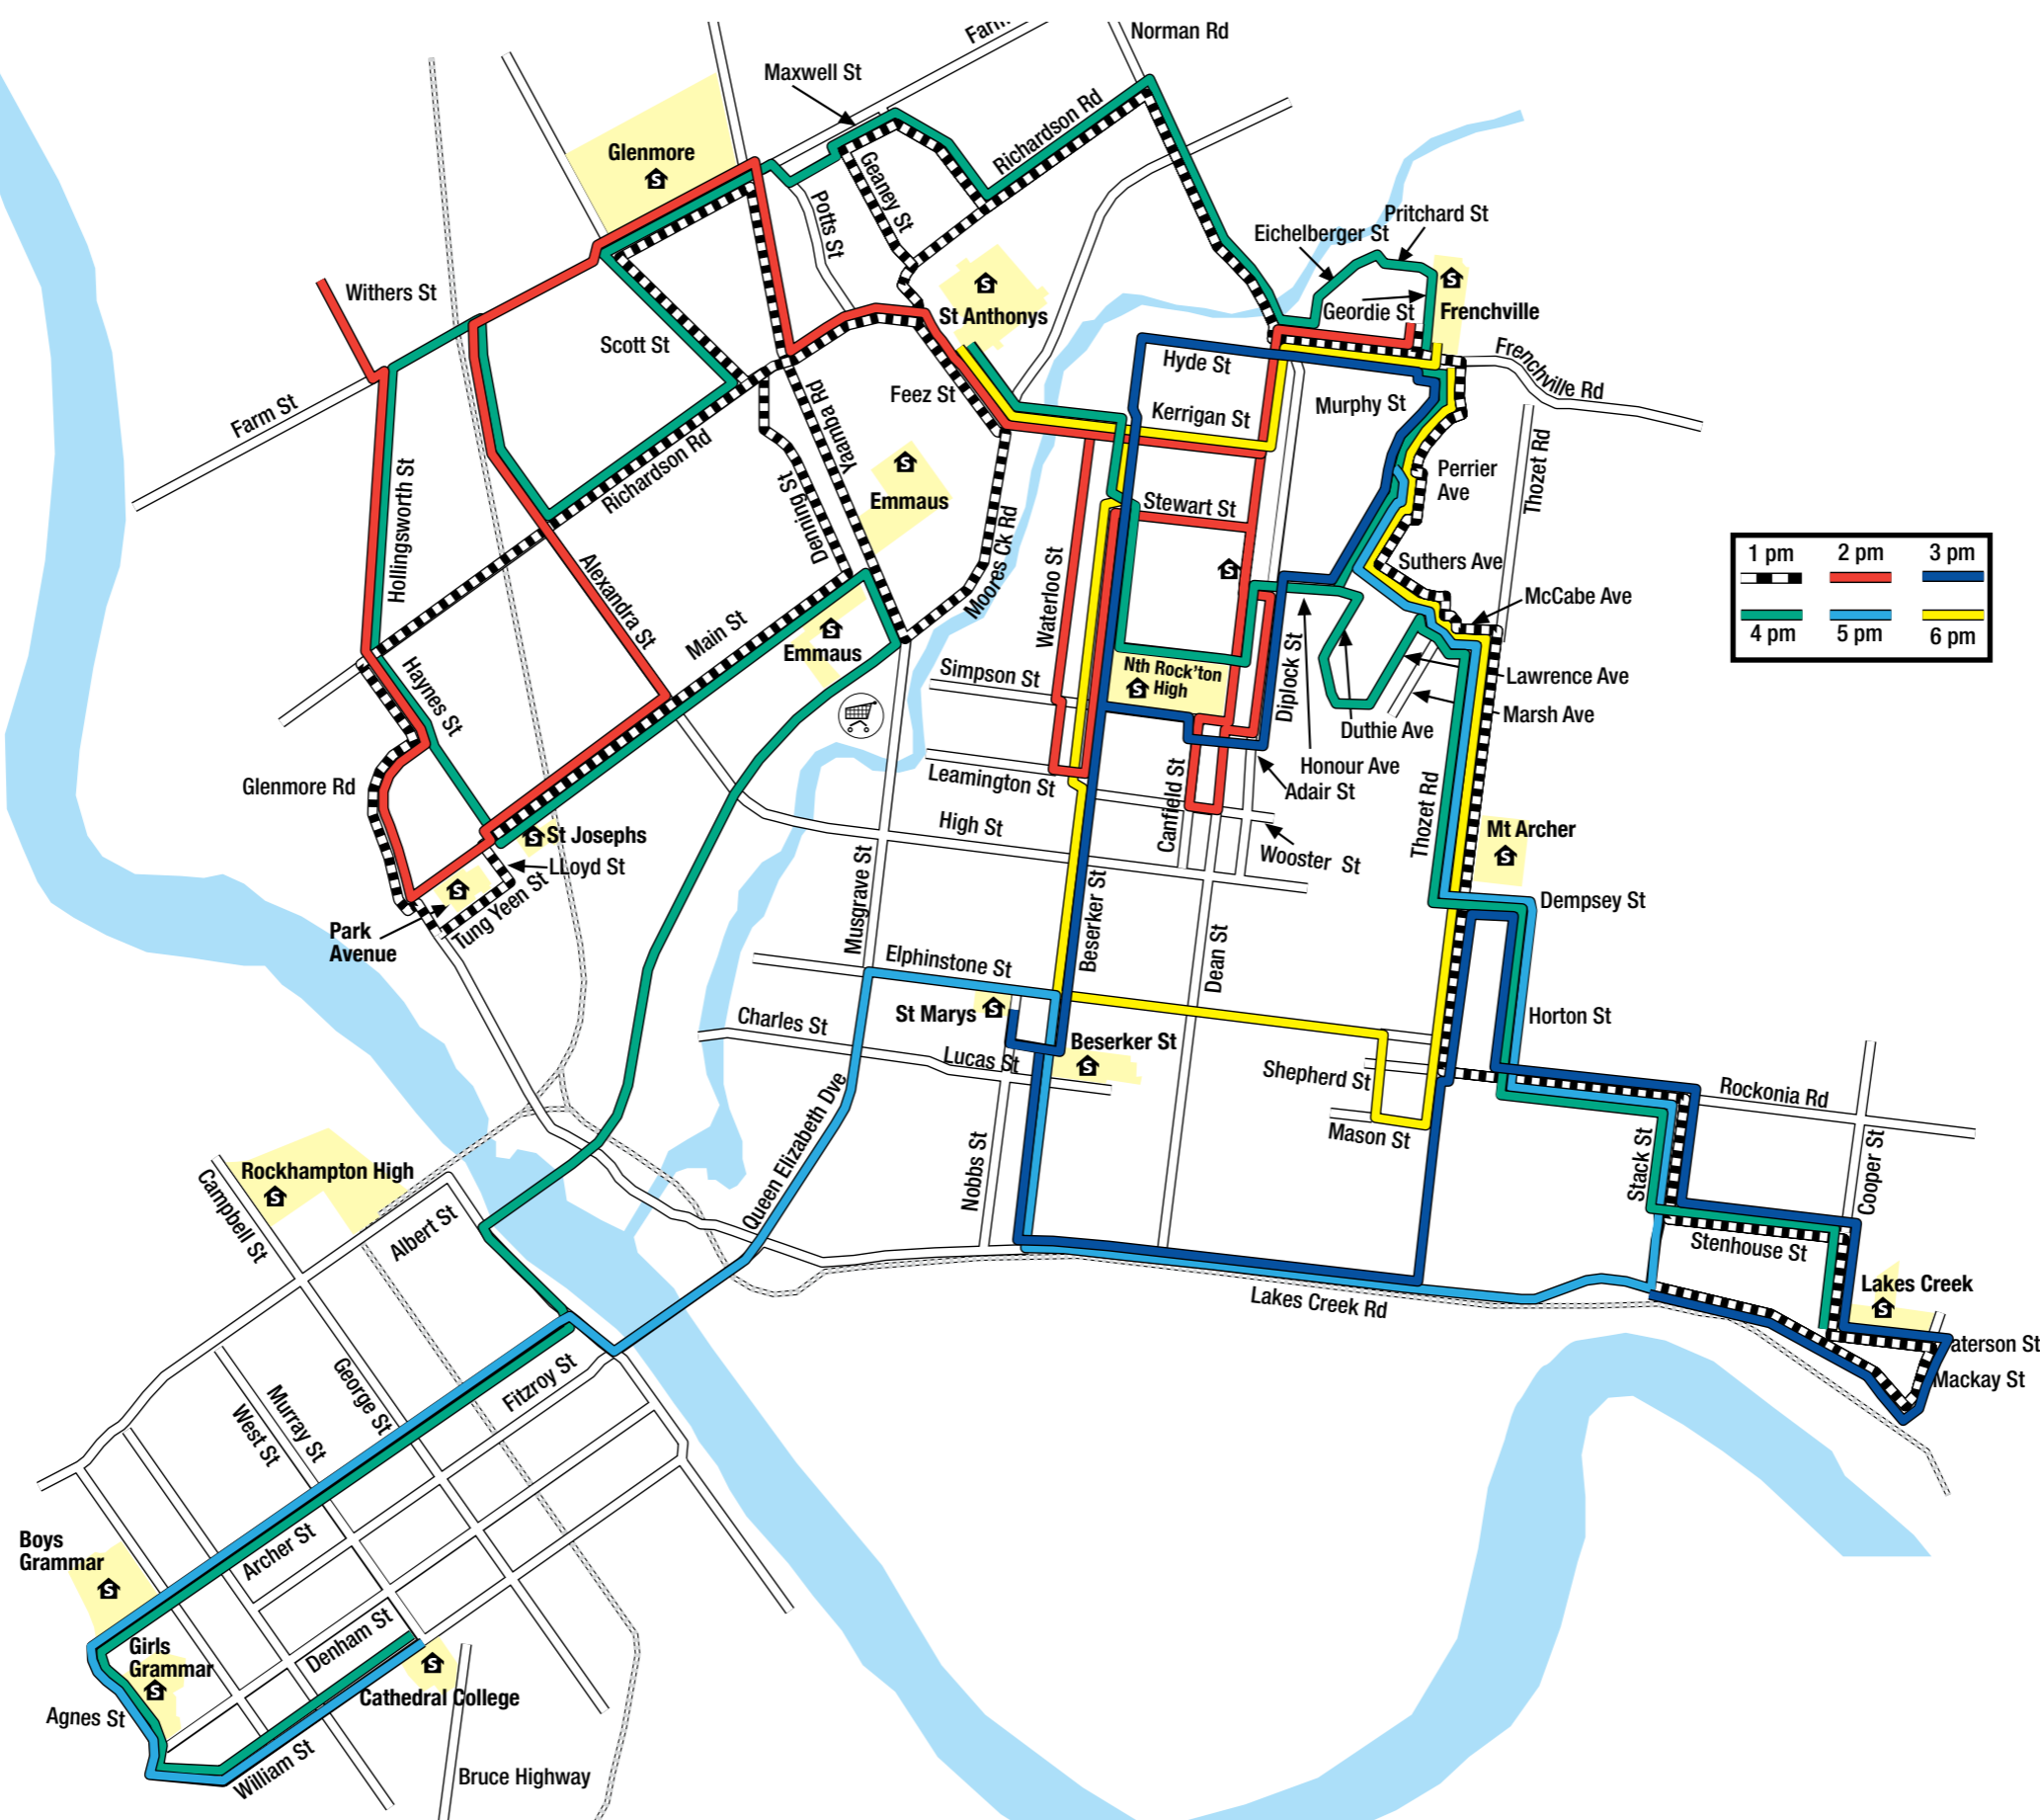 Farm
Norman Rd
Maxwell St
Richardson Rd
Glenmore
S
Geaney St
Potts St
Pritchard St
Eichelberger St
S
Geordie St
Frenchville
S
St Anthonys
Withers St
Scott St
Frenchville Rd
Hyde St
Murphy St
Kerrigan St
Feez St
Farm St
Yaamba Rd
Richardson Rd
Denning St
S
Emmaus
Perrier
Ave
Thozet Rd
Stewart St
Hollingsworth St
Moores Ck Rd
Alexandra St
Waterloo St
S
Suthers Ave
McCabe Ave
1 pm
2 pm
3 pm
4 pm
5 pm
6 pm
Main St
S
Emmaus
Haynes St
Simpson St
Nth Rock'ton
S High
Diplock St
Lawrence Ave
Marsh Ave
Duthie Ave
Honour Ave
Adair St
Glenmore Rd
Leamington St
Canfield St
Thozet Rd
High St
Wooster St
Mt Archer
S
S
St Josephs
LLoyd St
S
Tung Yeen St
Park
Avenue
Musgrave St
Beserker St
Dean St
Dempsey St
Elphinstone St
St Marys
S
Horton St
Charles St
Lucas St
Beserker St
S
Shepherd St
Mason St
Rockonia Rd
Queen Elizabeth Dve
Nobbs St
Stack St
Cooper St
Stenhouse St
Rockhampton High
S
Campbell St
Albert St
Lakes Creek Rd
Lakes Creek
S
aterson St
Mackay St
George St
Fitzroy St
Murray St
West St
Archer St
Boys
Grammar
S
Girls
Grammar
S
Denham St
S
Cathedral College
Agnes St
William St
Bruce Highway